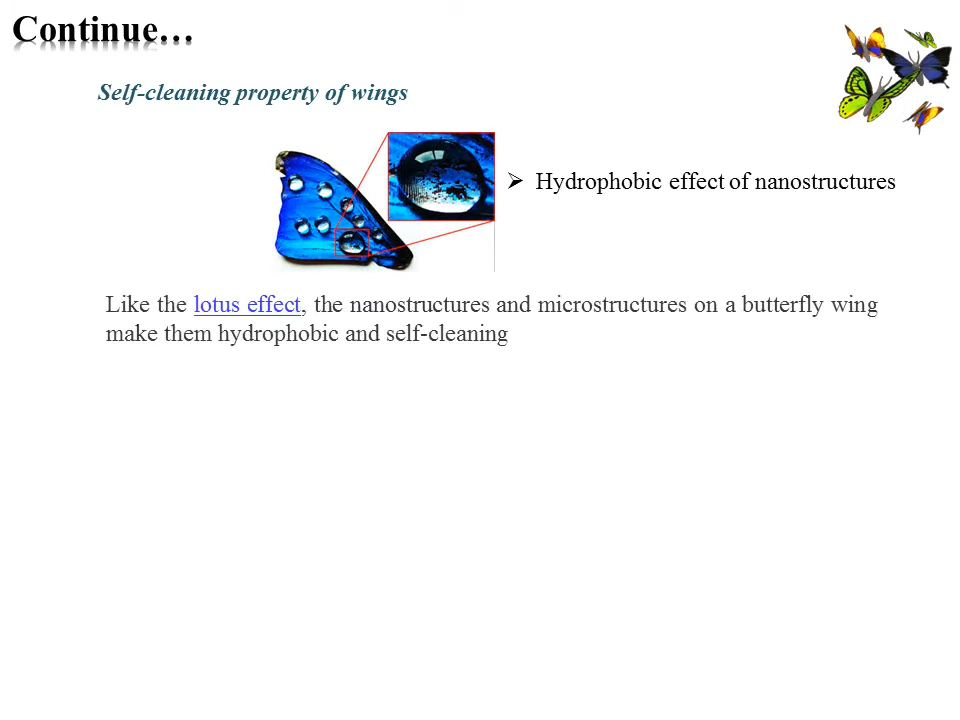 Continue…
Self-cleaning property of wings
➢ Hydrophobic effect of nanostructures
Like the lotus effect, the nanostructures and microstructures on a butterfly wing
make them hydrophobic and self-cleaning